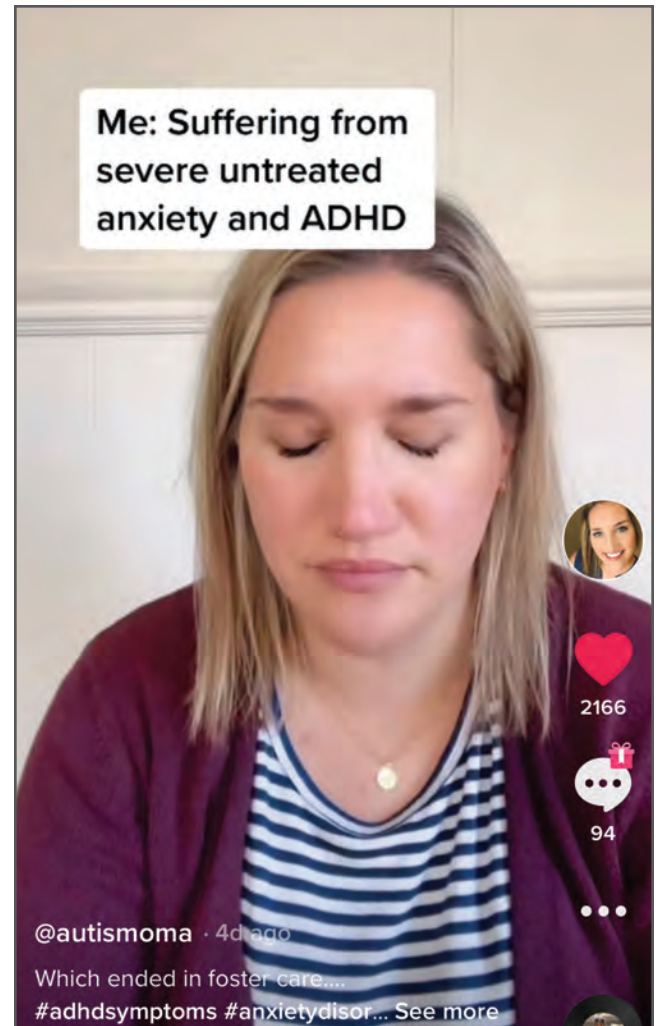 Me: Suffering from
severe untreated
anxiety and ADHD
2166
94
@autismoma · 4d ago
Which ended in foster care....
#adhdsymptoms #anxietydisor... See more